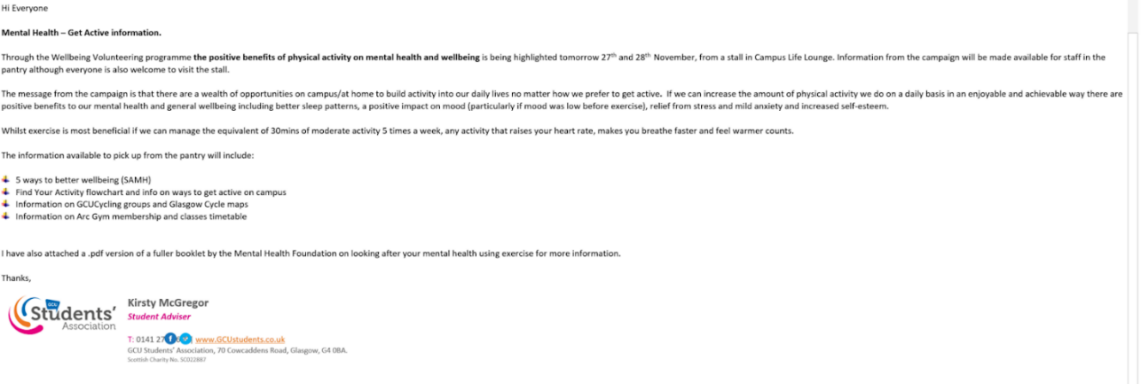 Hi Everyone
Mental Health – Get Active information.
Through the Wellbeing Volunteering programme the positive benefits of physical activity on mental health and wellbeing is being highlighted tomorrow 27th and 28th November, from a stall in Campus Life Lounge. Information from the campaign will be made available for staff in the
pantry although everyone is also welcome to visit the stall.
The message from the campaign is that there are a wealth of opportunities on campus/at home to build activity into our daily lives no matter how we prefer to get active. If we can increase the amount of physical activity we do on a daily basis in an enjoyable and achievable way there are
positive benefits to our mental health and general wellbeing including better sleep patterns, a positive impact on mood (particularly if mood was low before exercise), relief from stress and mild anxiety and increased self-esteem.
Whilst exercise is most beneficial if we can manage the equivalent of 30mins of moderate activity 5 times a week, any activity that raises your heart rate, makes you breathe faster and feel warmer counts.
The information available to pick up from the pantry will include:
5 ways to better wellbeing (SAMH)
Find Your Activity flowchart and info on ways to get active on campus
Information on GCUCycling groups and Glasgow Cycle maps
Information on Arc Gym membership and classes timetable
I have also attached a .pdf version of a fuller booklet by the Mental Health Foundation on looking after your mental health using exercise for more information.
Thanks,
GCU
Students' Association
Kirsty McGregor
Student Adviser
T: 0141 27 www.GCUstudents.co.uk
GCU Students' Association, 70 Cowcaddens Road, Glasgow, G4 0BA.
Scottish Charity No.